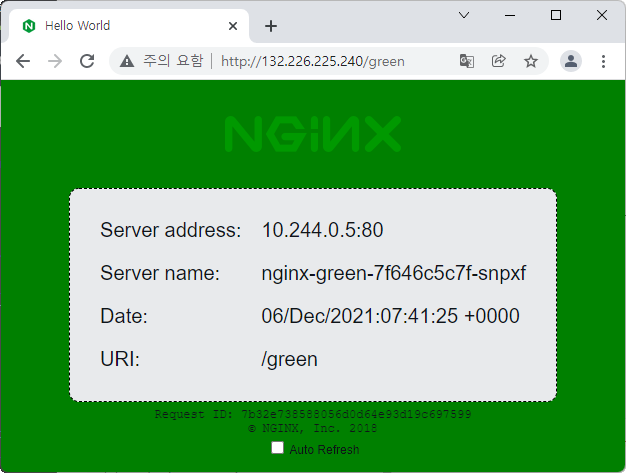 Hello World
주의 요함 | http://132.226.225.240/green
NGINX
Server address: 10.244.0.5:80
Server name: nginx-green-7f646c5c7f-snpxf
Date: 06/Dec/2021:07:41:25 +0000
URI: /green
Request ID: 7b32e738588056d0d64e93d19c697599
© NGINX, Inc. 2018
Auto Refresh